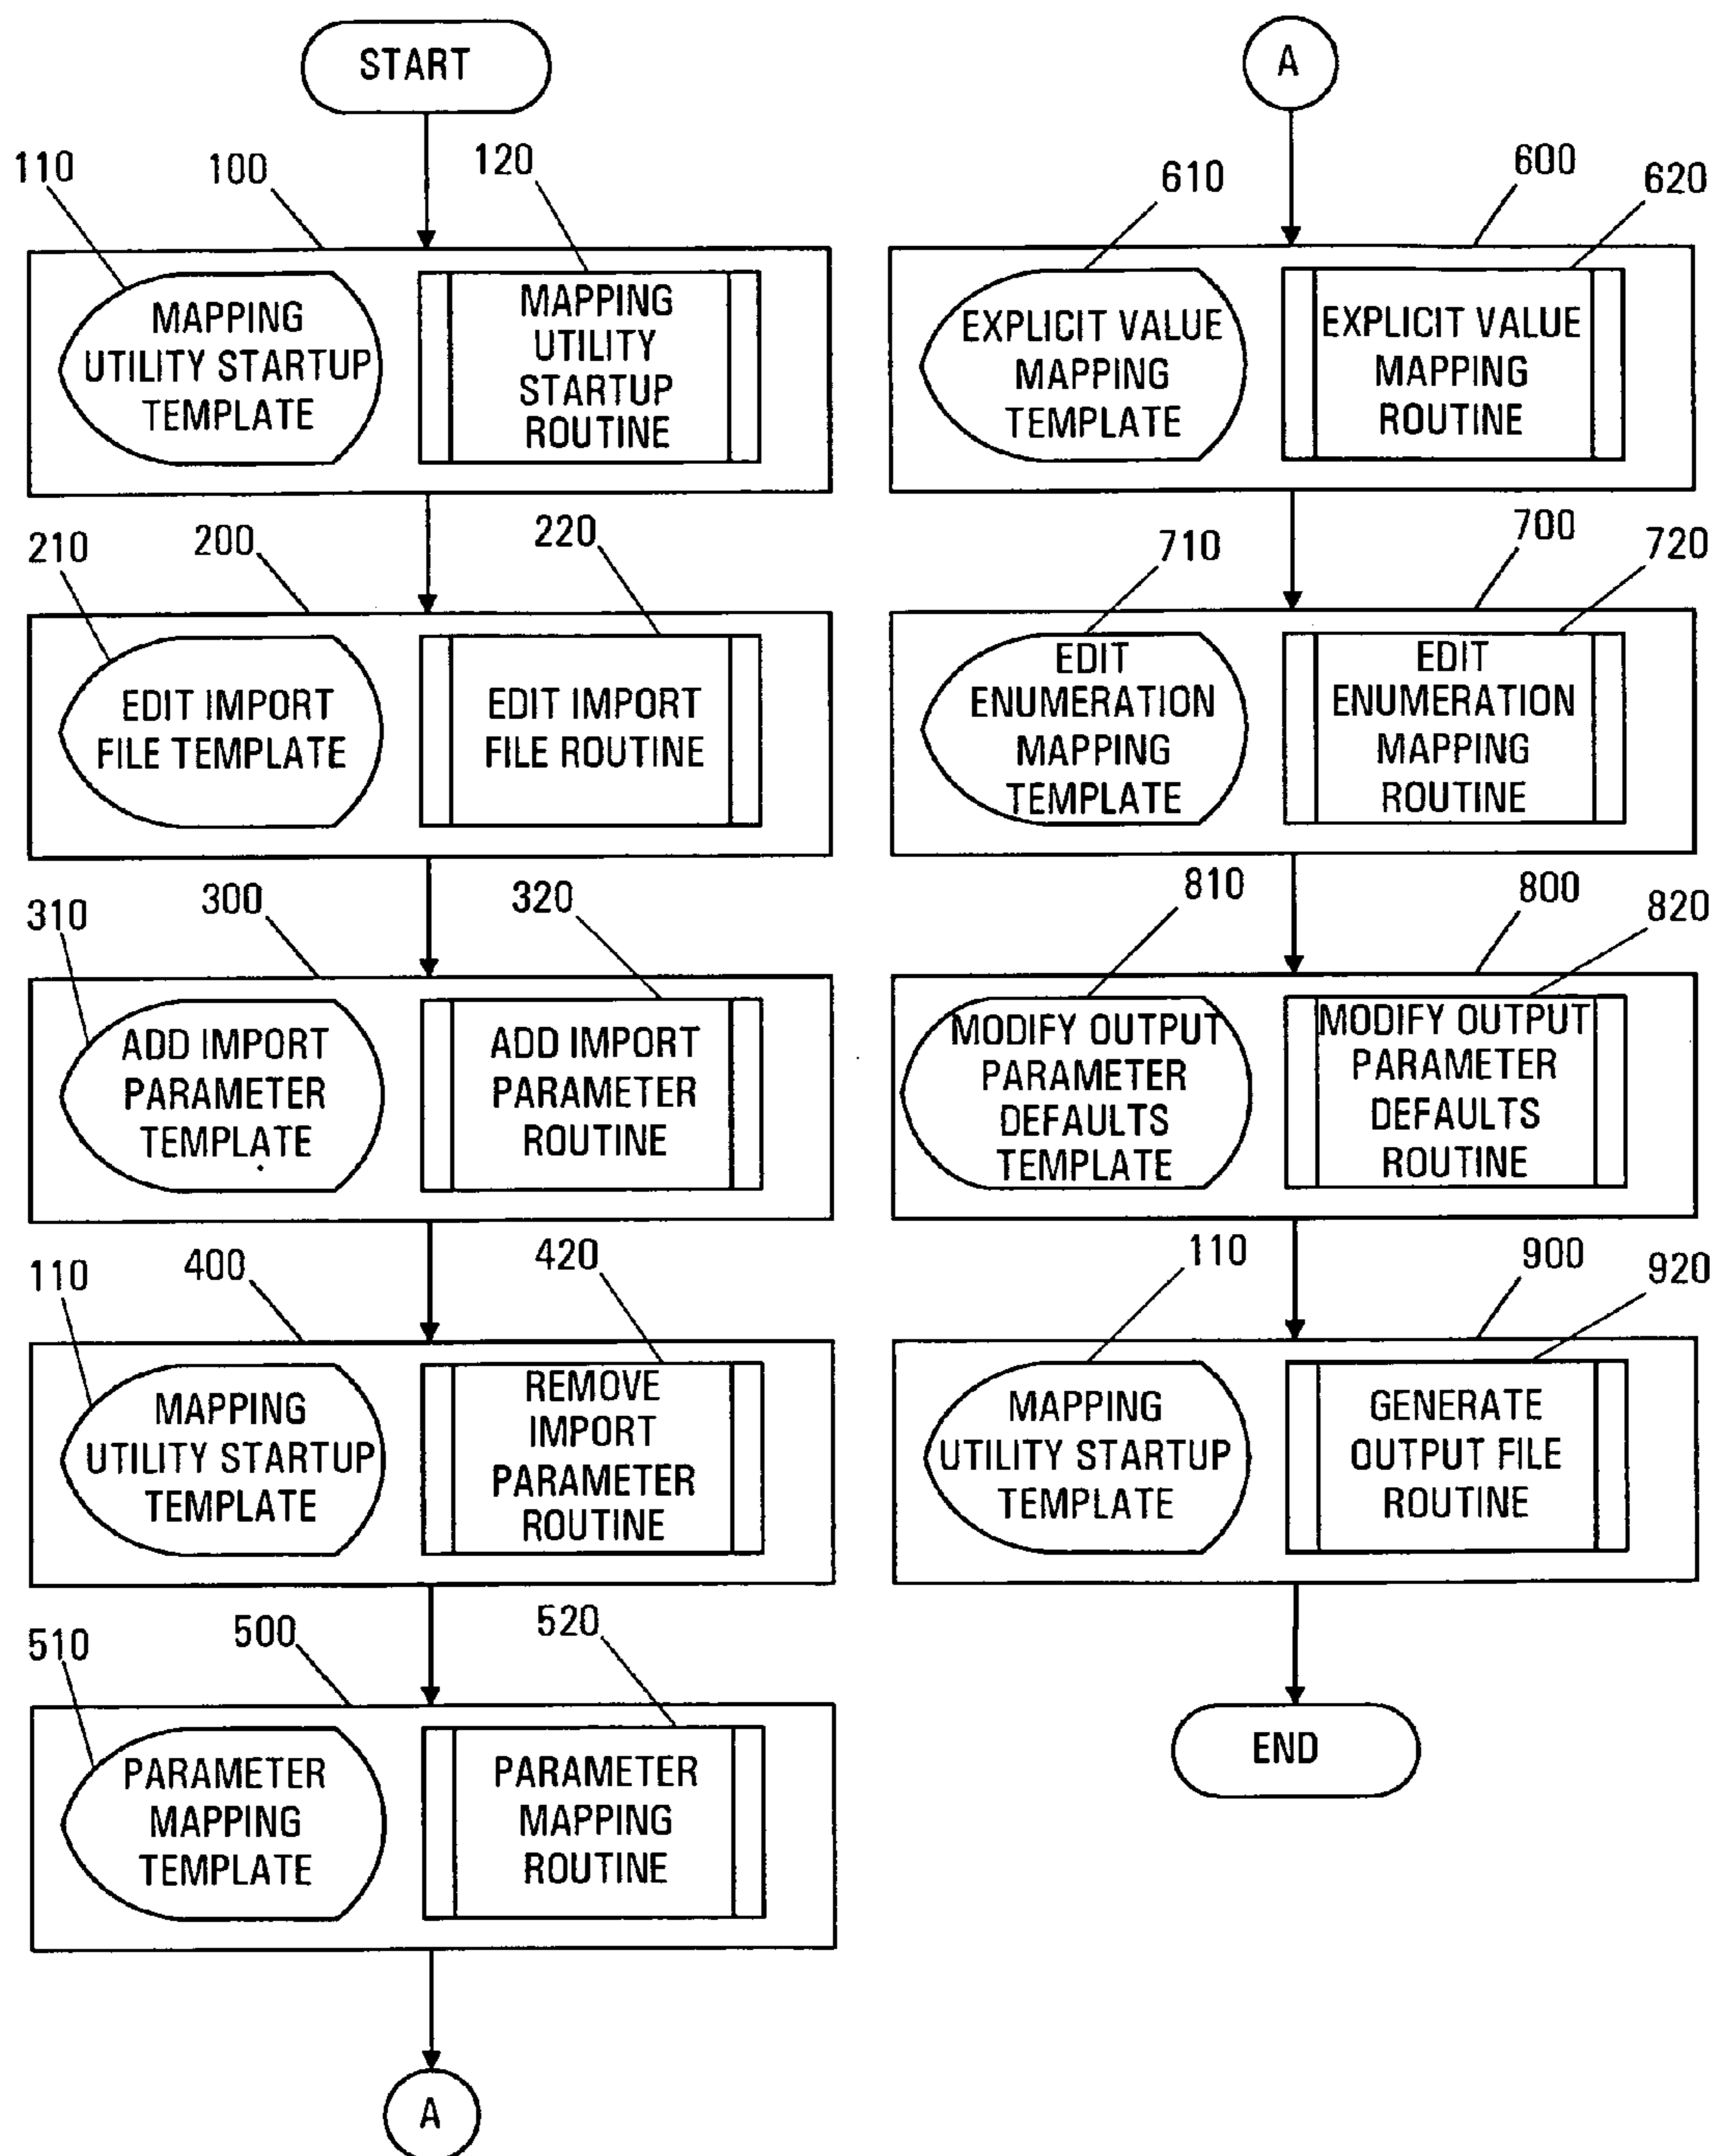 START
110
100
120
MAPPING
UTILITY STARTUP
TEMPLATE
MAPPING
UTILITY
STARTUP
ROUTINE
210
200
220
EDIT IMPORT
FILE TEMPLATE
EDIT IMPORT
FILE ROUTINE
310
300
320
ADD IMPORT
PARAMETER
TEMPLATE
ADD IMPORT
PARAMETER
ROUTINE
110
400
420
MAPPING
UTILITY STARTUP
TEMPLATE
REMOVE
IMPORT
PARAMETER
ROUTINE
510
500
520
PARAMETER
MAPPING
TEMPLATE
PARAMETER
MAPPING
ROUTINE
A
A
610
600
620
EXPLICIT VALUE
MAPPING
TEMPLATE
EXPLICIT VALUE
MAPPING
ROUTINE
710
700
720
EDIT
ENUMERATION
MAPPING
TEMPLATE
EDIT
ENUMERATION
MAPPING
ROUTINE
810
800
820
MODIFY OUTPUT
PARAMETER
DEFAULTS
TEMPLATE
MODIFY OUTPUT
PARAMETER
DEFAULTS
ROUTINE
110
900
920
MAPPING
UTILITY STARTUP
TEMPLATE
GENERATE
OUTPUT FILE
ROUTINE
END